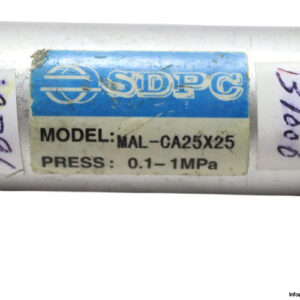 SDPC
MODEL: MAL-CA25X25
PRESS: 0.1-1MPa